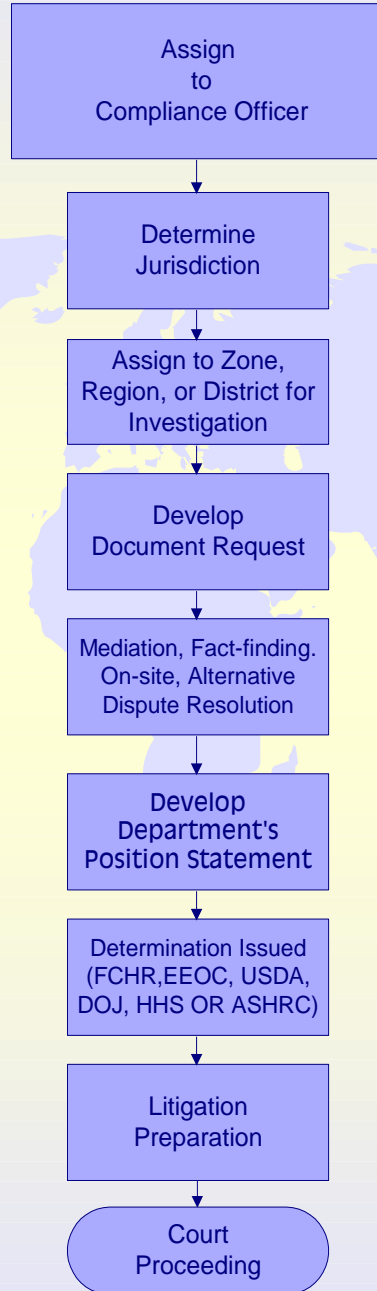 Assign
to
Compliance Officer
Determine
Jurisdiction
Assign to Zone,
Region, or District for
Investigation
Develop
Document Request
Mediation, Fact-finding.
On-site, Alternative
Dispute Resolution
Develop
Department's
Position Statement
Determination Issued
(FCHR,EEOC, USDA,
DOJ, HHS OR ASHRC)
Litigation
Preparation
Court
Proceeding